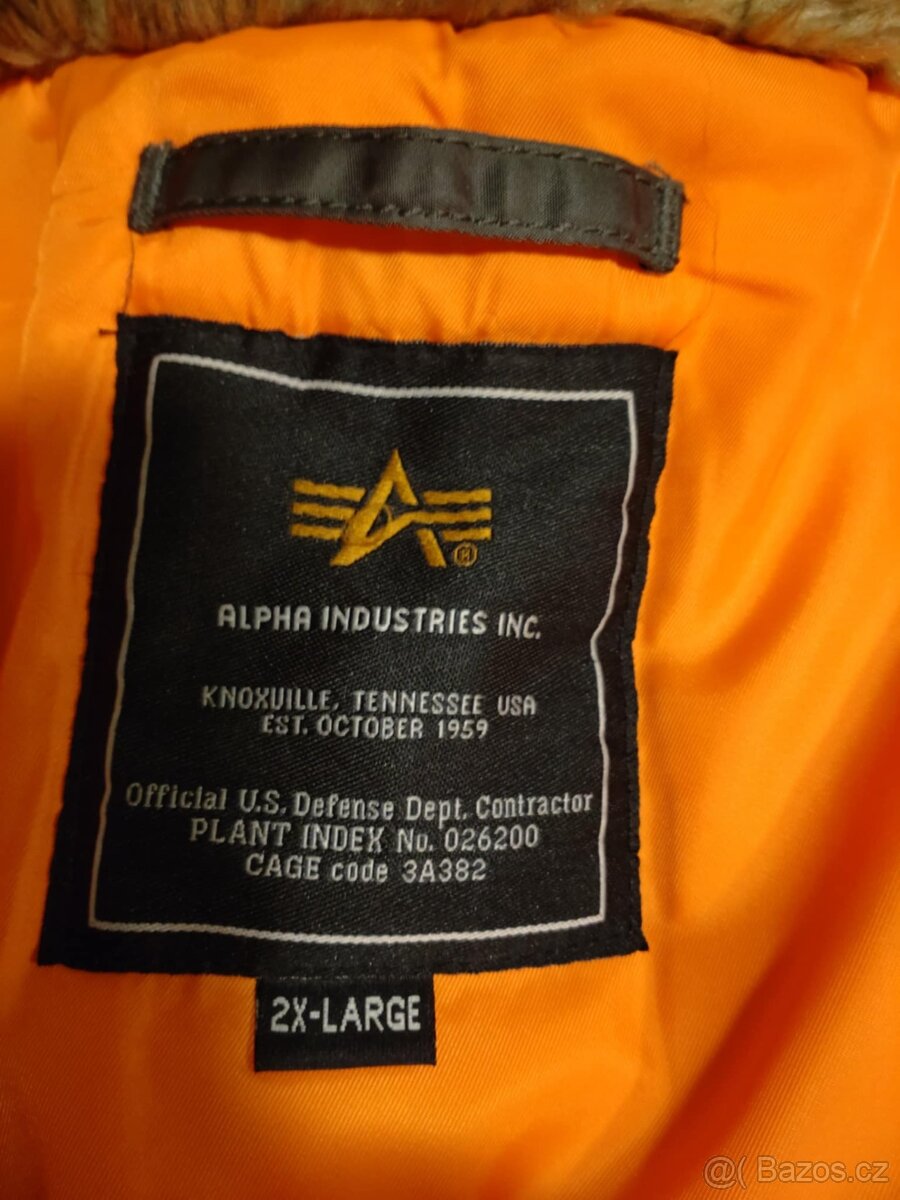 ALPHA INDUSTRIES INC.
KNOXVILLE, TENNESSEE USA
EST. OCTOBER 1959
Official U.S. Defense Dept. Contractor
PLANT INDEX No. 026200
CAGE code 3A382
2X-LARGE
@( Bazos.cz